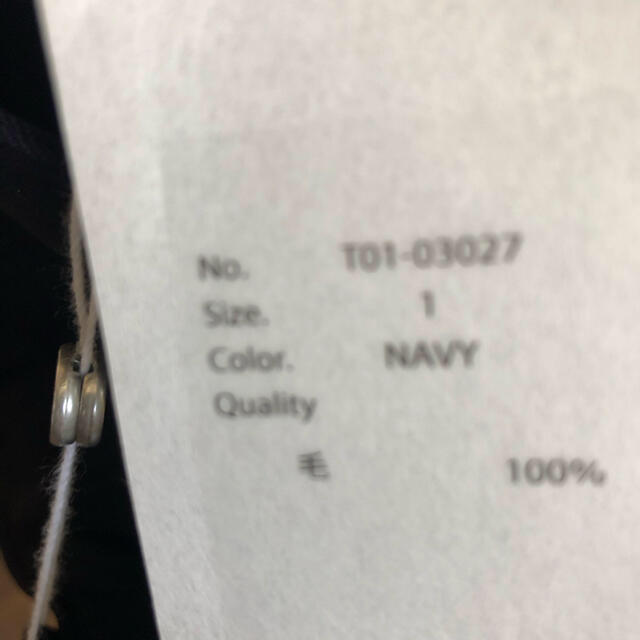 No. T01-03027
Size. 1
Color. NAVY
Quality
毛 100%